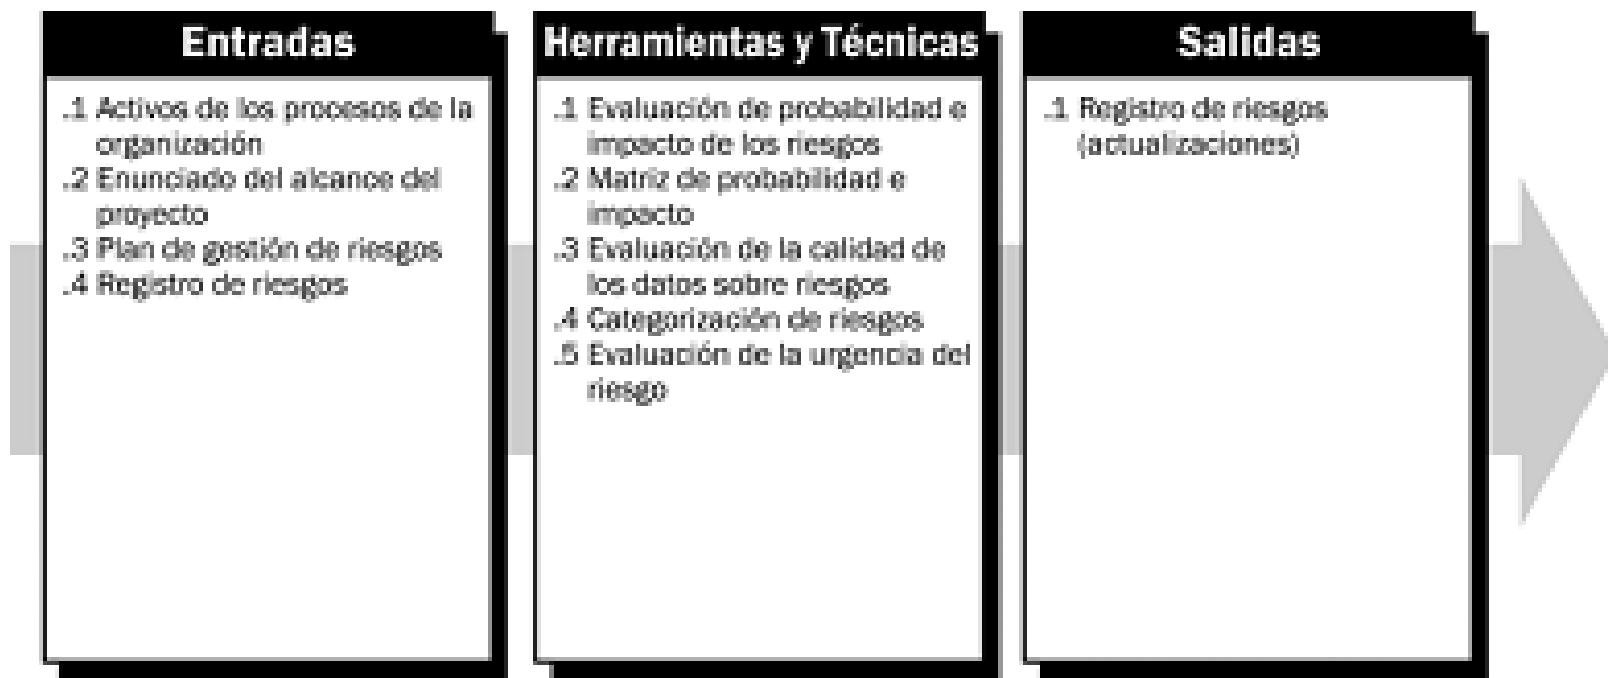 Entradas
.1 Activos de los procesos de la
organización
.2 Enunciado del alcance del
proyecto
.3 Plan de gestión de riesgos
.4 Registro de riesgos
Herramientas y Técnicas
.1 Evaluación de probabilidad e
impacto de los riesgos
.2 Matriz de probabilidad e
impacto
.3 Evaluación de la calidad de
los datos sobre riesgos
.4 Categorización de riesgos
.5 Evaluación de la urgencia del
riesgo
Salidas
.1 Registro de riesgos
(actualizaciones)